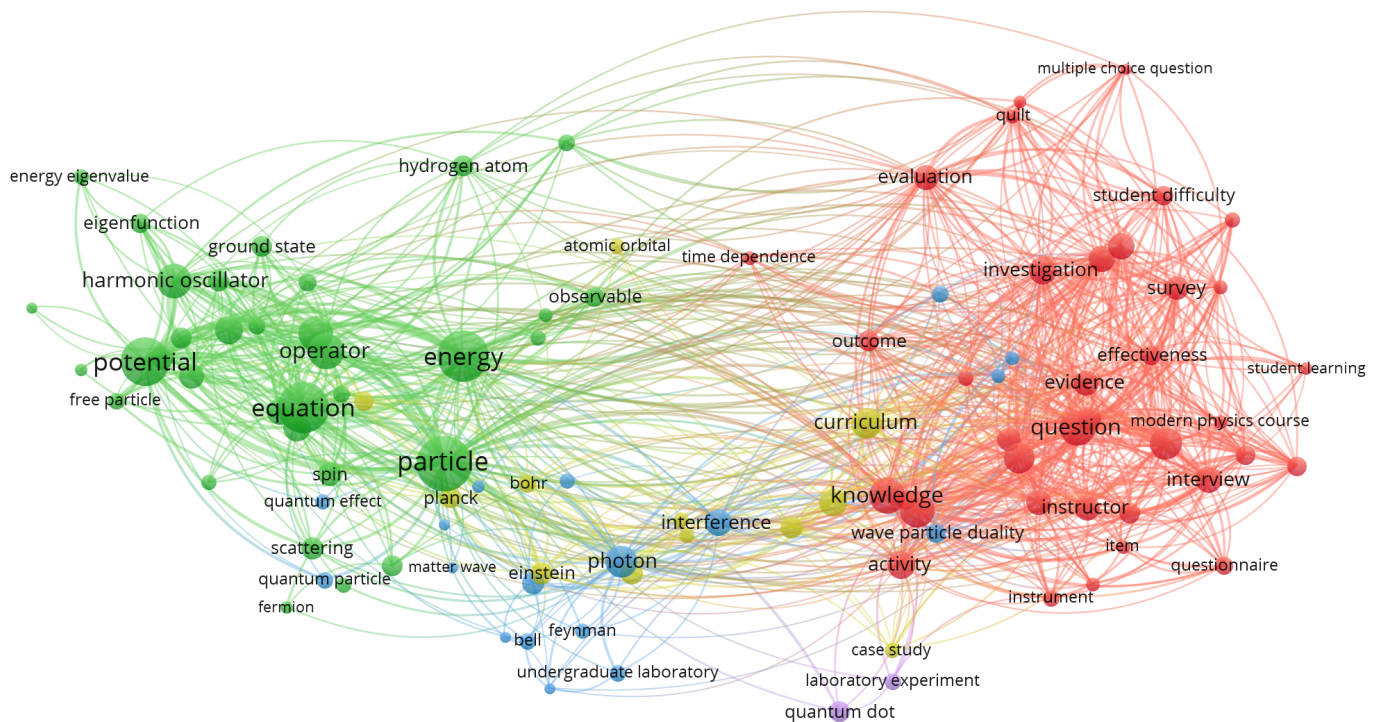 multiple choice question
quilt
hydrogen atom
energy eigenvalue
evaluation
student difficulty
eigenfunction
ground state
atomic orbital
time dependence
harmonic oscillator
investigation
observable
survey
operator
outcome
potential
energy
effectiveness
student learning
evidence
free particle
equation
curriculum
question
modern physics course
particle
spin
bohr
interview
planck
quantum effect
knowledge
instructor
interference
wave particle duality
scattering
item
photon
activity
questionnaire
matter wave
einstein
quantum particle
instrument
fermion
feynman
bell
case study
undergraduate laboratory
laboratory experiment
quantum dot